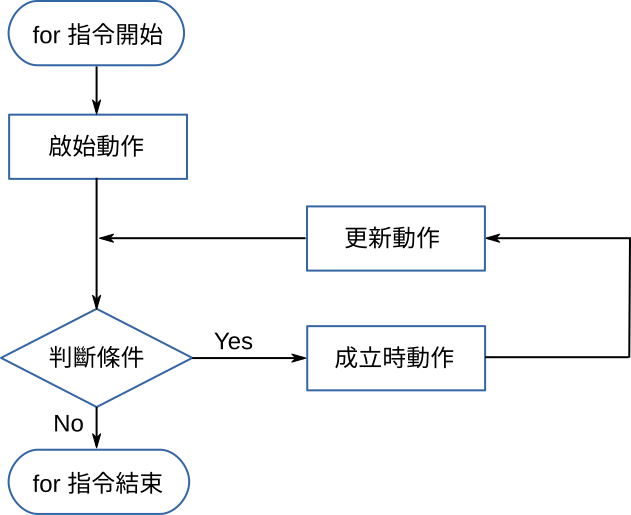 for 指令開始
啟始動作
更新動作
判斷條件
Yes
成立時動作
No
for 指令結束